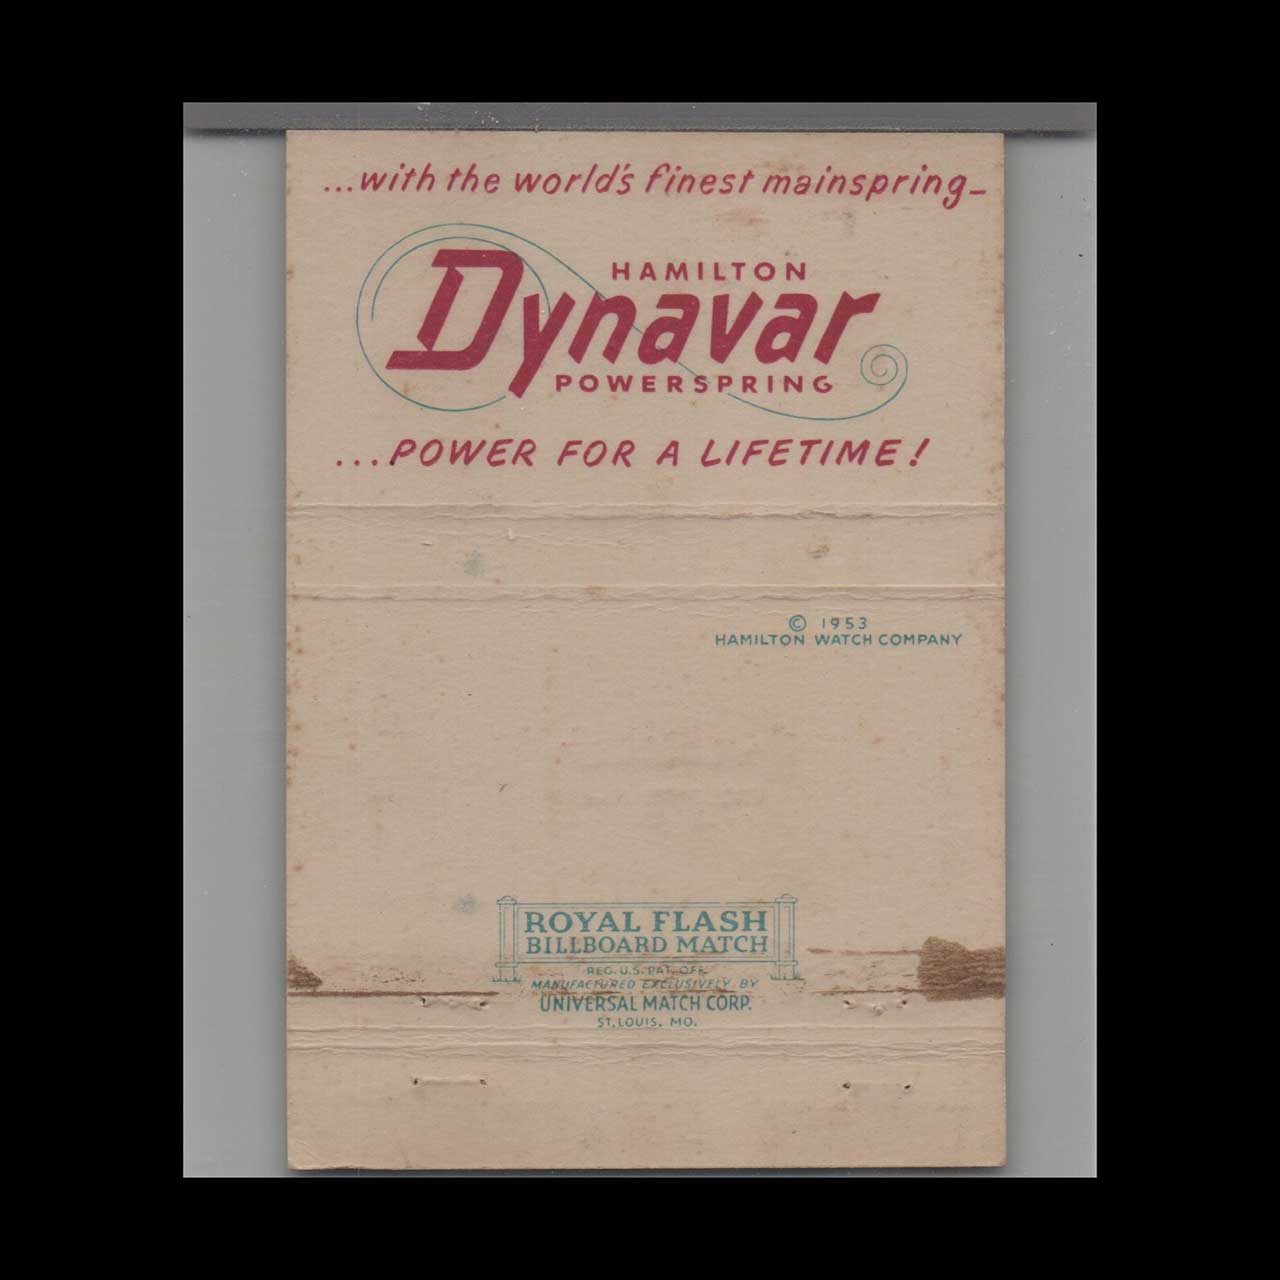 ...with the world's finest mainspring-
HAMILTON
Dynavar
POWERSPRING
....POWER FOR A LIFETIME!
© 1953
HAMILTON WATCH COMPANY
ROYAL FLASH
BILLBOARD MATCH
REG. U.S. PAT. OFF.
MANUFACTURED EXCLUSIVELY BY
UNIVERSAL MATCH CORP.
ST. LOUIS, MO.